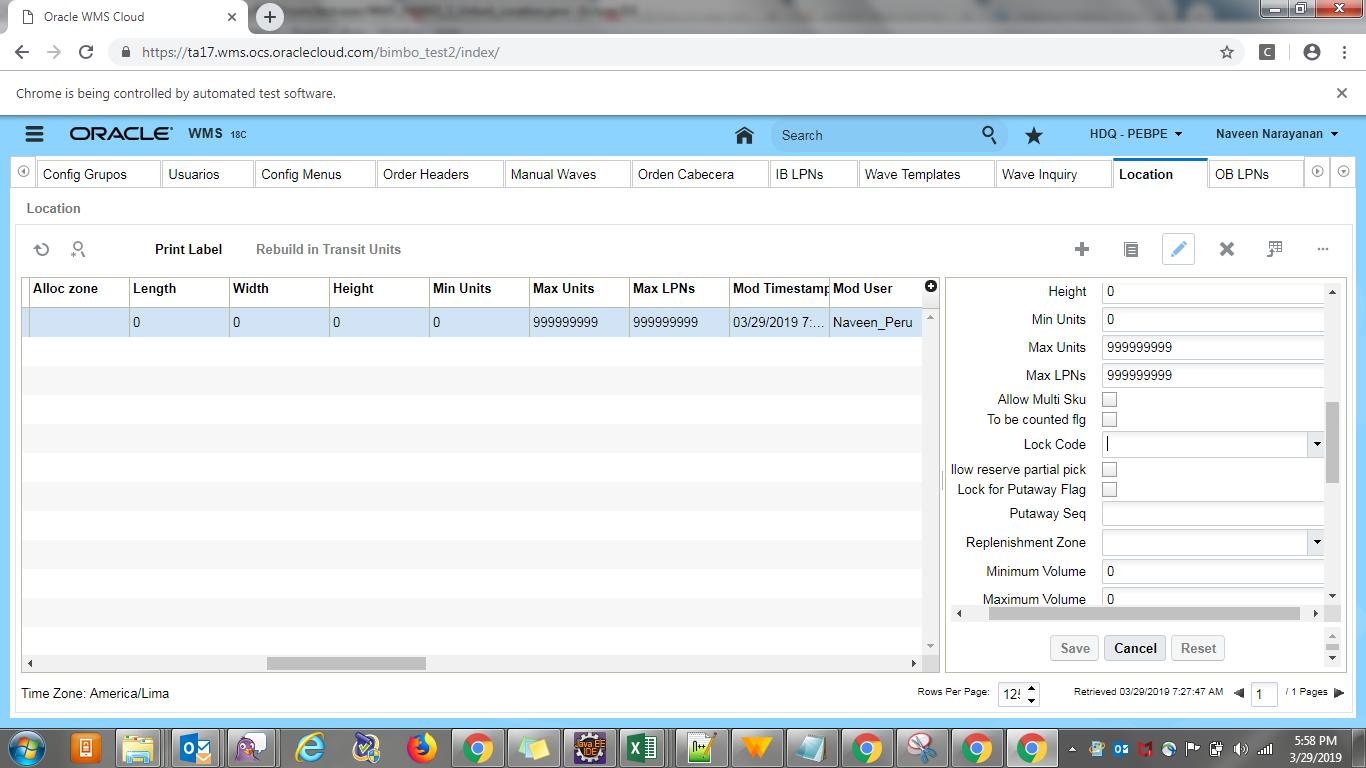 Oracle WMS Cloud
https://ta17.wms.ocs.oraclecloud.com/bimbo_test2/index/
Chrome is being controlled by automated test software.
ORACLE WMS 18C
Search
HDQ - PEBPE
Naveen Narayanan
Config Grupos
Usuarios
Config Menus
Order Headers
Manual Waves
Orden Cabecera
IB LPNs
Wave Templates
Wave Inquiry
Location
OB LPNs
Location
Print Label
Rebuild in Transit Units
Alloc zone Length Width Height Min Units Max Units Max LPNs Mod Timestamp Mod User
0 0 0 0 999999999 999999999 03/29/2019 7:... Naveen_Peru
Height 0
Min Units 0
Max Units 999999999
Max LPNs 999999999
Allow Multi Sku
To be counted flg
Lock Code
llow reserve partial pick
Lock for Putaway Flag
Putaway Seq
Replenishment Zone
Minimum Volume 0
Maximum Volume 0
Save Cancel Reset
Time Zone: America/Lima
Rows Per Page: 125
Retrieved 03/29/2019 7:27:47 AM
1 / 1 Pages
5:58 PM
3/29/2019